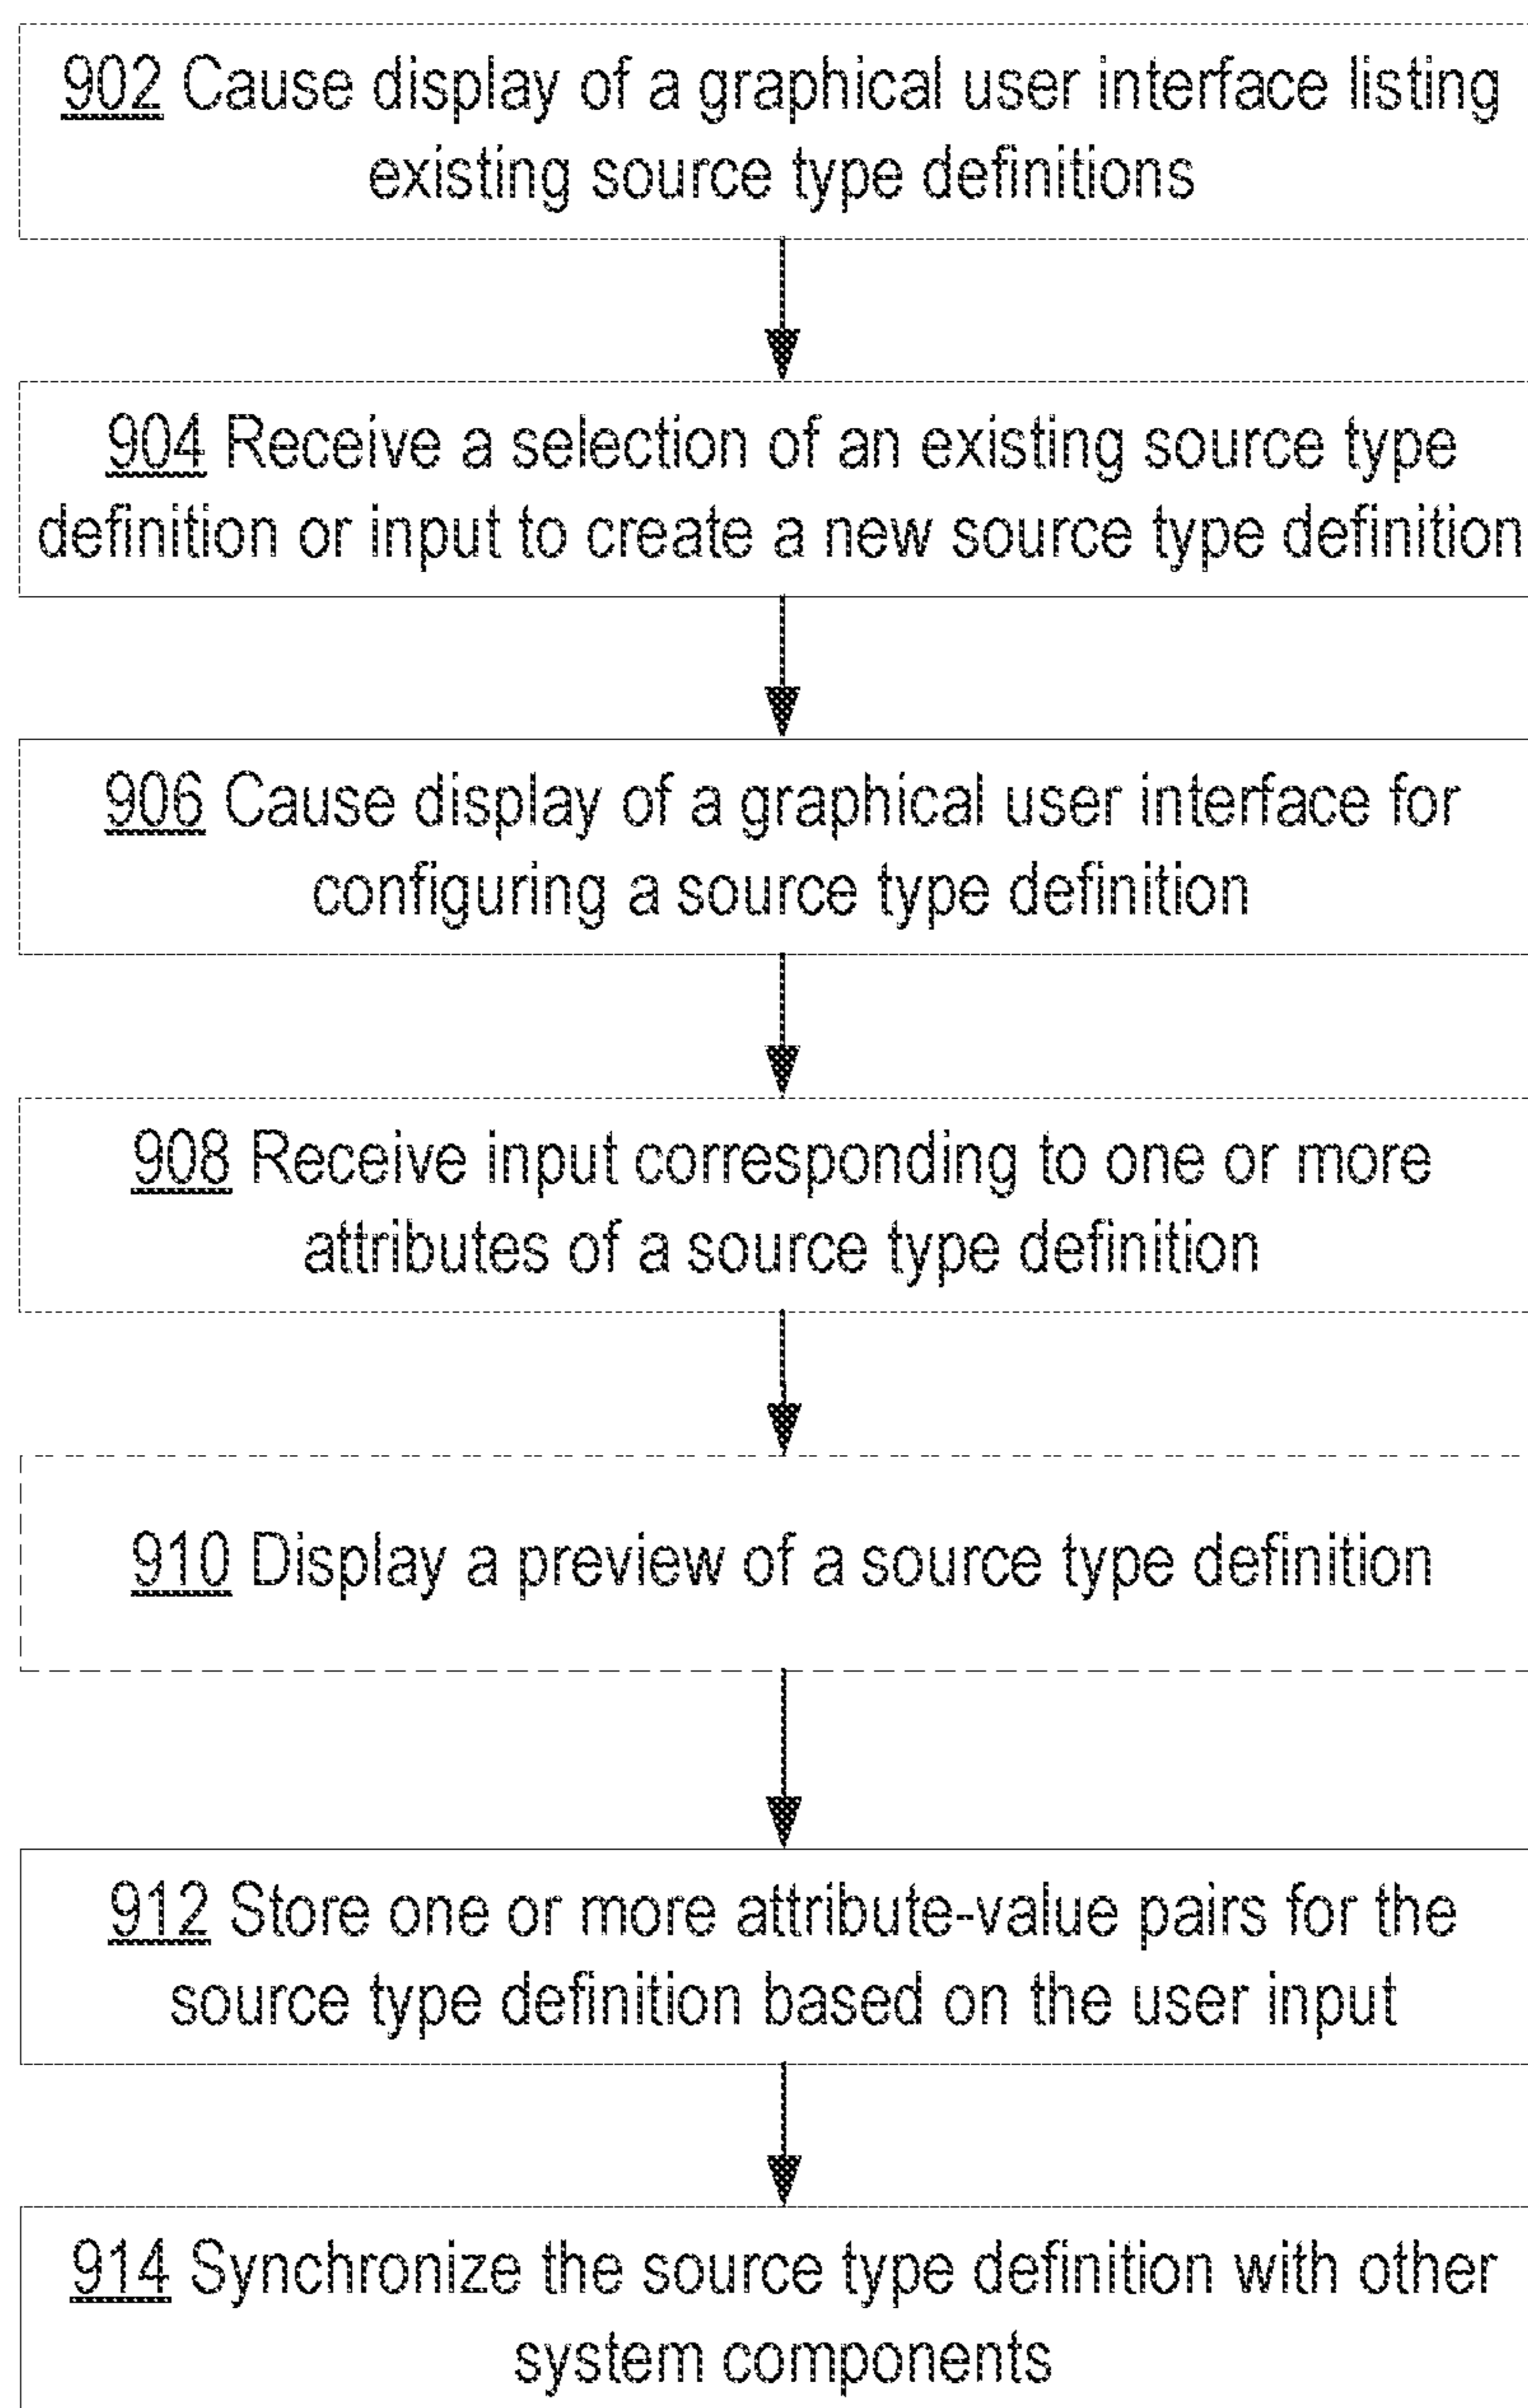 902 Cause display of a graphical user interface listing
existing source type definitions
904 Receive a selection of an existing source type
definition or input to create a new source type definition
906 Cause display of a graphical user interface for
configuring a source type definition
908 Receive input corresponding to one or more
attributes of a source type definition
910 Display a preview of a source type definition
912 Store one or more attribute-value pairs for the
source type definition based on the user input
914 Synchronize the source type definition with other
system components